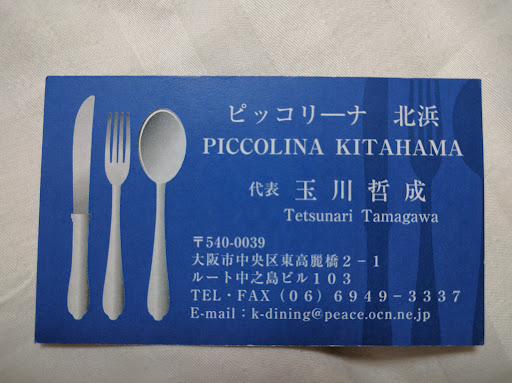 ピッコリーナ 北浜
PICCOLINA KITAHAMA
代表 玉川哲成
Tetsunari Tamagawa
〒540-0039
大阪市中央区東高麗橋2－1
ルート中之島ビル103
TEL・FAX (06) 6949－3337
E-mail：k-dining@peace.ocn.ne.jp